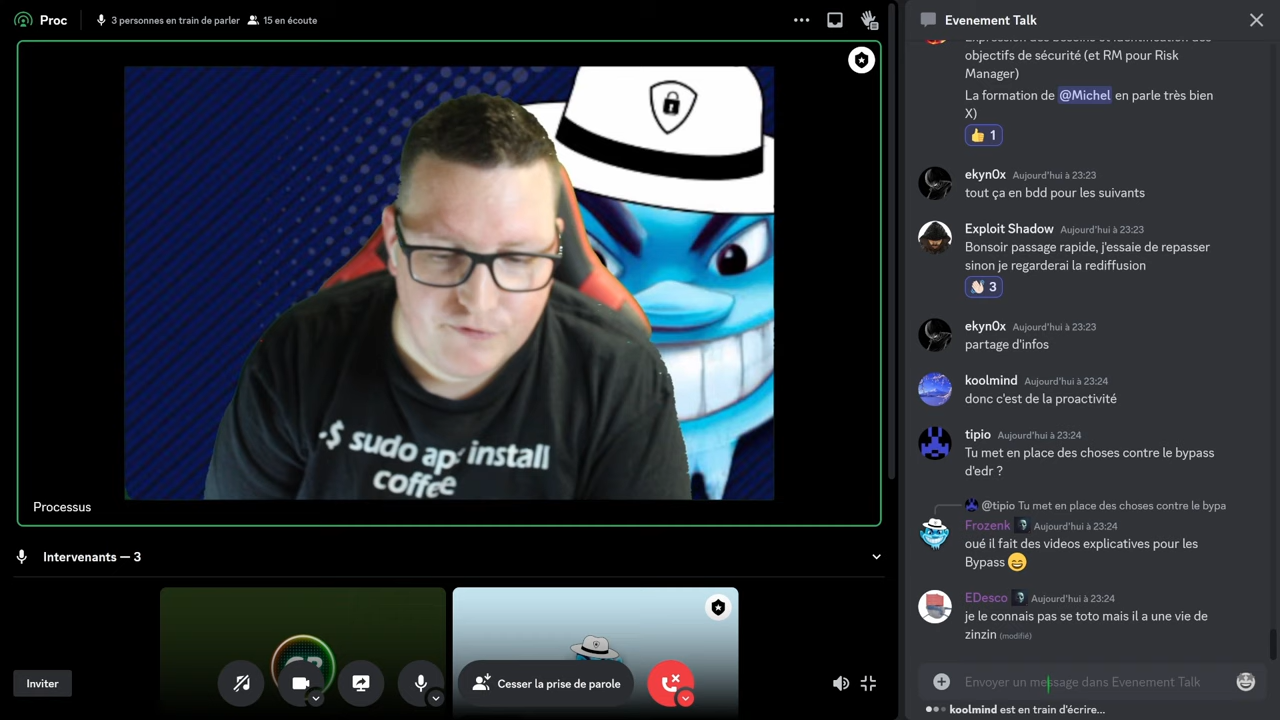 Proc
3 personnes en train de parler
15 en écoute
Evenement Talk
objectifs de sécurité (et RM pour Risk
Manager)
La formation de @Michel en parle très bien
X)
1
ekyn0x Aujourd'hui à 23:23
tout ça en bdd pour les suivants
Exploit Shadow Aujourd'hui à 23:23
Bonsoir passage rapide, j'essaie de repasser
sinon je regarderai la rediffusion
3
ekyn0x Aujourd'hui à 23:23
partage d'infos
koolmind Aujourd'hui à 23:24
donc c'est de la proactivité
tipio Aujourd'hui à 23:24
Tu met en place des choses contre le bypass
d'edr ?
@tipio Tu met en place des choses contre le bypa
Frozenk Aujourd'hui à 23:24
oué il fait des videos explicatives pour les
Bypass
EDesco Aujourd'hui à 23:24
je le connais pas se toto mais il a une vie de
zinzin (modifié)
Envoyer un message dans Evenement Talk
koolmind est en train d'écrire...
$ sudo apt install
coffee
Processus
Intervenants — 3
Inviter
Cesser la prise de parole